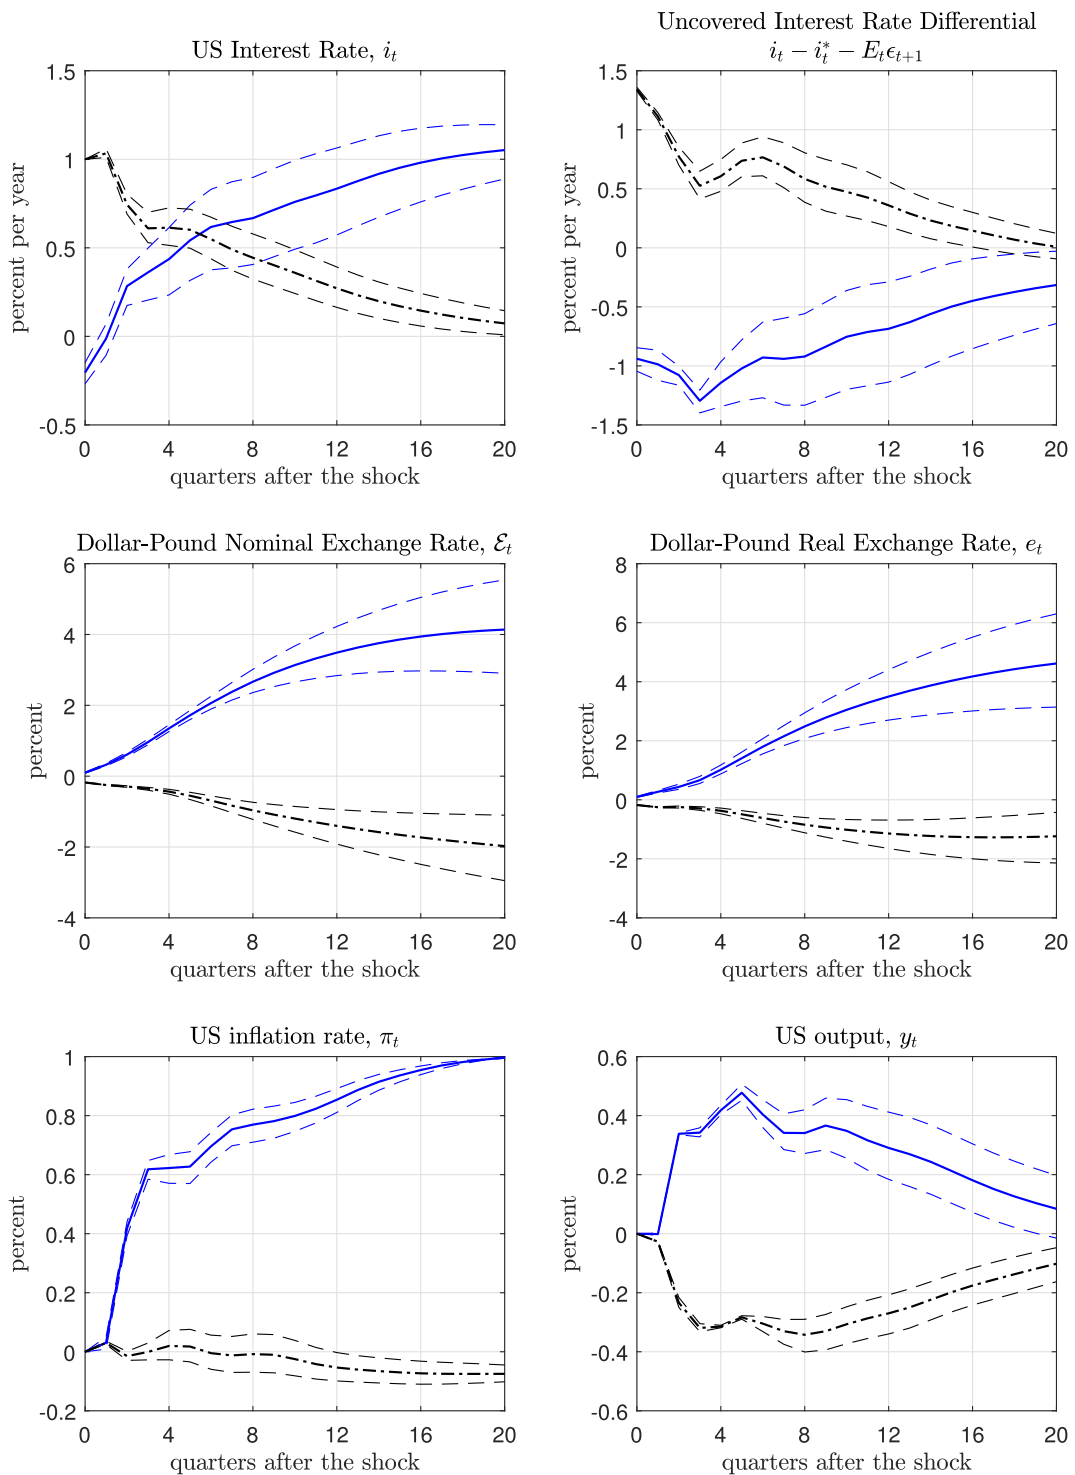 US Interest Rate, i_t
percent per year
1.5
1
0.5
0
-0.5
0 4 8 12 16 20
quarters after the shock
Uncovered Interest Rate Differential
i_t − i_t^* − E_tϵ_{t+1}
percent per year
1.5
1
0.5
0
-0.5
-1
-1.5
0 4 8 12 16 20
quarters after the shock
Dollar-Pound Nominal Exchange Rate, ℰ_t
percent
6
4
2
0
-2
-4
0 4 8 12 16 20
quarters after the shock
Dollar-Pound Real Exchange Rate, e_t
percent
8
6
4
2
0
-2
-4
0 4 8 12 16 20
quarters after the shock
US inflation rate, π_t
percent
1
0.8
0.6
0.4
0.2
0
-0.2
0 4 8 12 16 20
quarters after the shock
US output, y_t
percent
0.6
0.4
0.2
0
-0.2
-0.4
-0.6
0 4 8 12 16 20
quarters after the shock